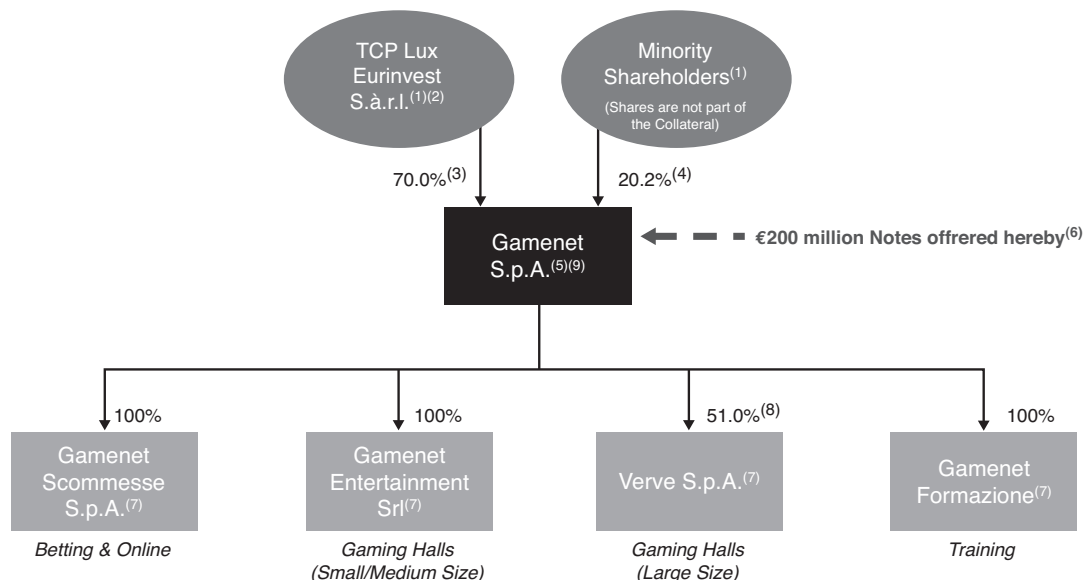 TCP Lux
Eurinvest
S.à.r.l.(1)(2)
Minority
Shareholders(1)
(Shares are not part of
the Collateral)
70.0%(3)
20.2%(4)
Gamenet
S.p.A.(5)(9)
€200 million Notes offrered hereby(6)
100%
100%
51.0%(8)
100%
Gamenet
Scommesse
S.p.A.(7)
Gamenet
Entertainment
Srl(7)
Verve S.p.A.(7)
Gamenet
Formazione(7)
Betting & Online
Gaming Halls
(Small/Medium Size)
Gaming Halls
(Large Size)
Training